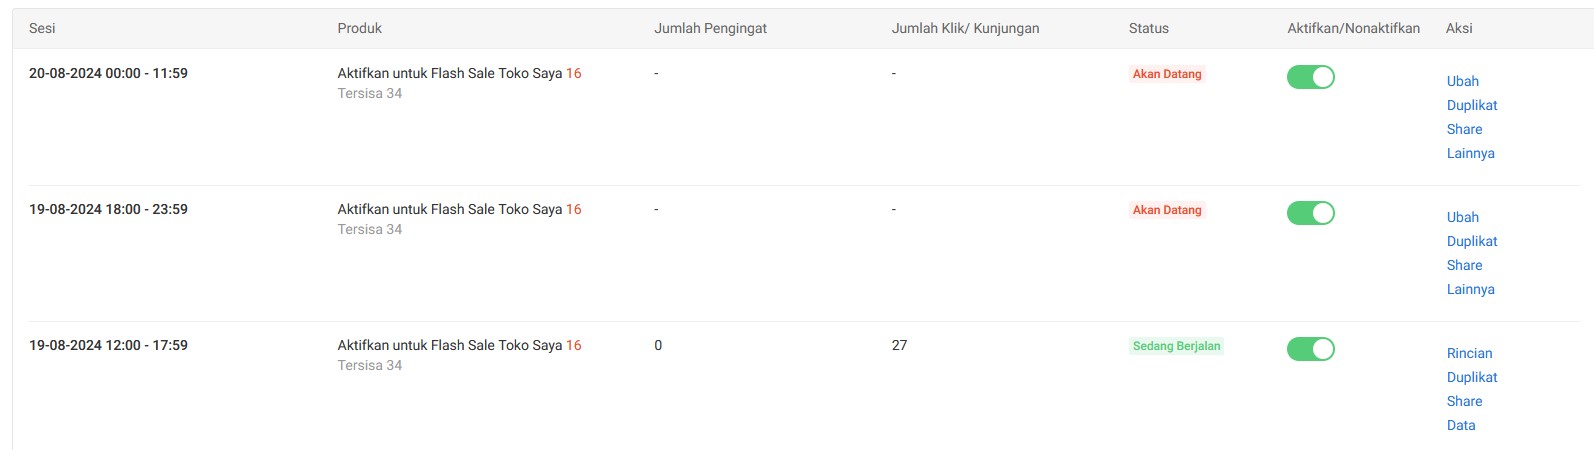 Sesi Produk Jumlah Pengingat Jumlah Klik/ Kunjungan Status Aktifkan/Nonaktifkan Aksi
20-08-2024 00:00 - 11:59 Aktifkan untuk Flash Sale Toko Saya 16 - - Akan Datang
Tersisa 34
Ubah
Duplikat
Share
Lainnya
19-08-2024 18:00 - 23:59 Aktifkan untuk Flash Sale Toko Saya 16 - - Akan Datang
Tersisa 34
Ubah
Duplikat
Share
Lainnya
19-08-2024 12:00 - 17:59 Aktifkan untuk Flash Sale Toko Saya 16 0 27 Sedang Berjalan
Tersisa 34
Rincian
Duplikat
Share
Data